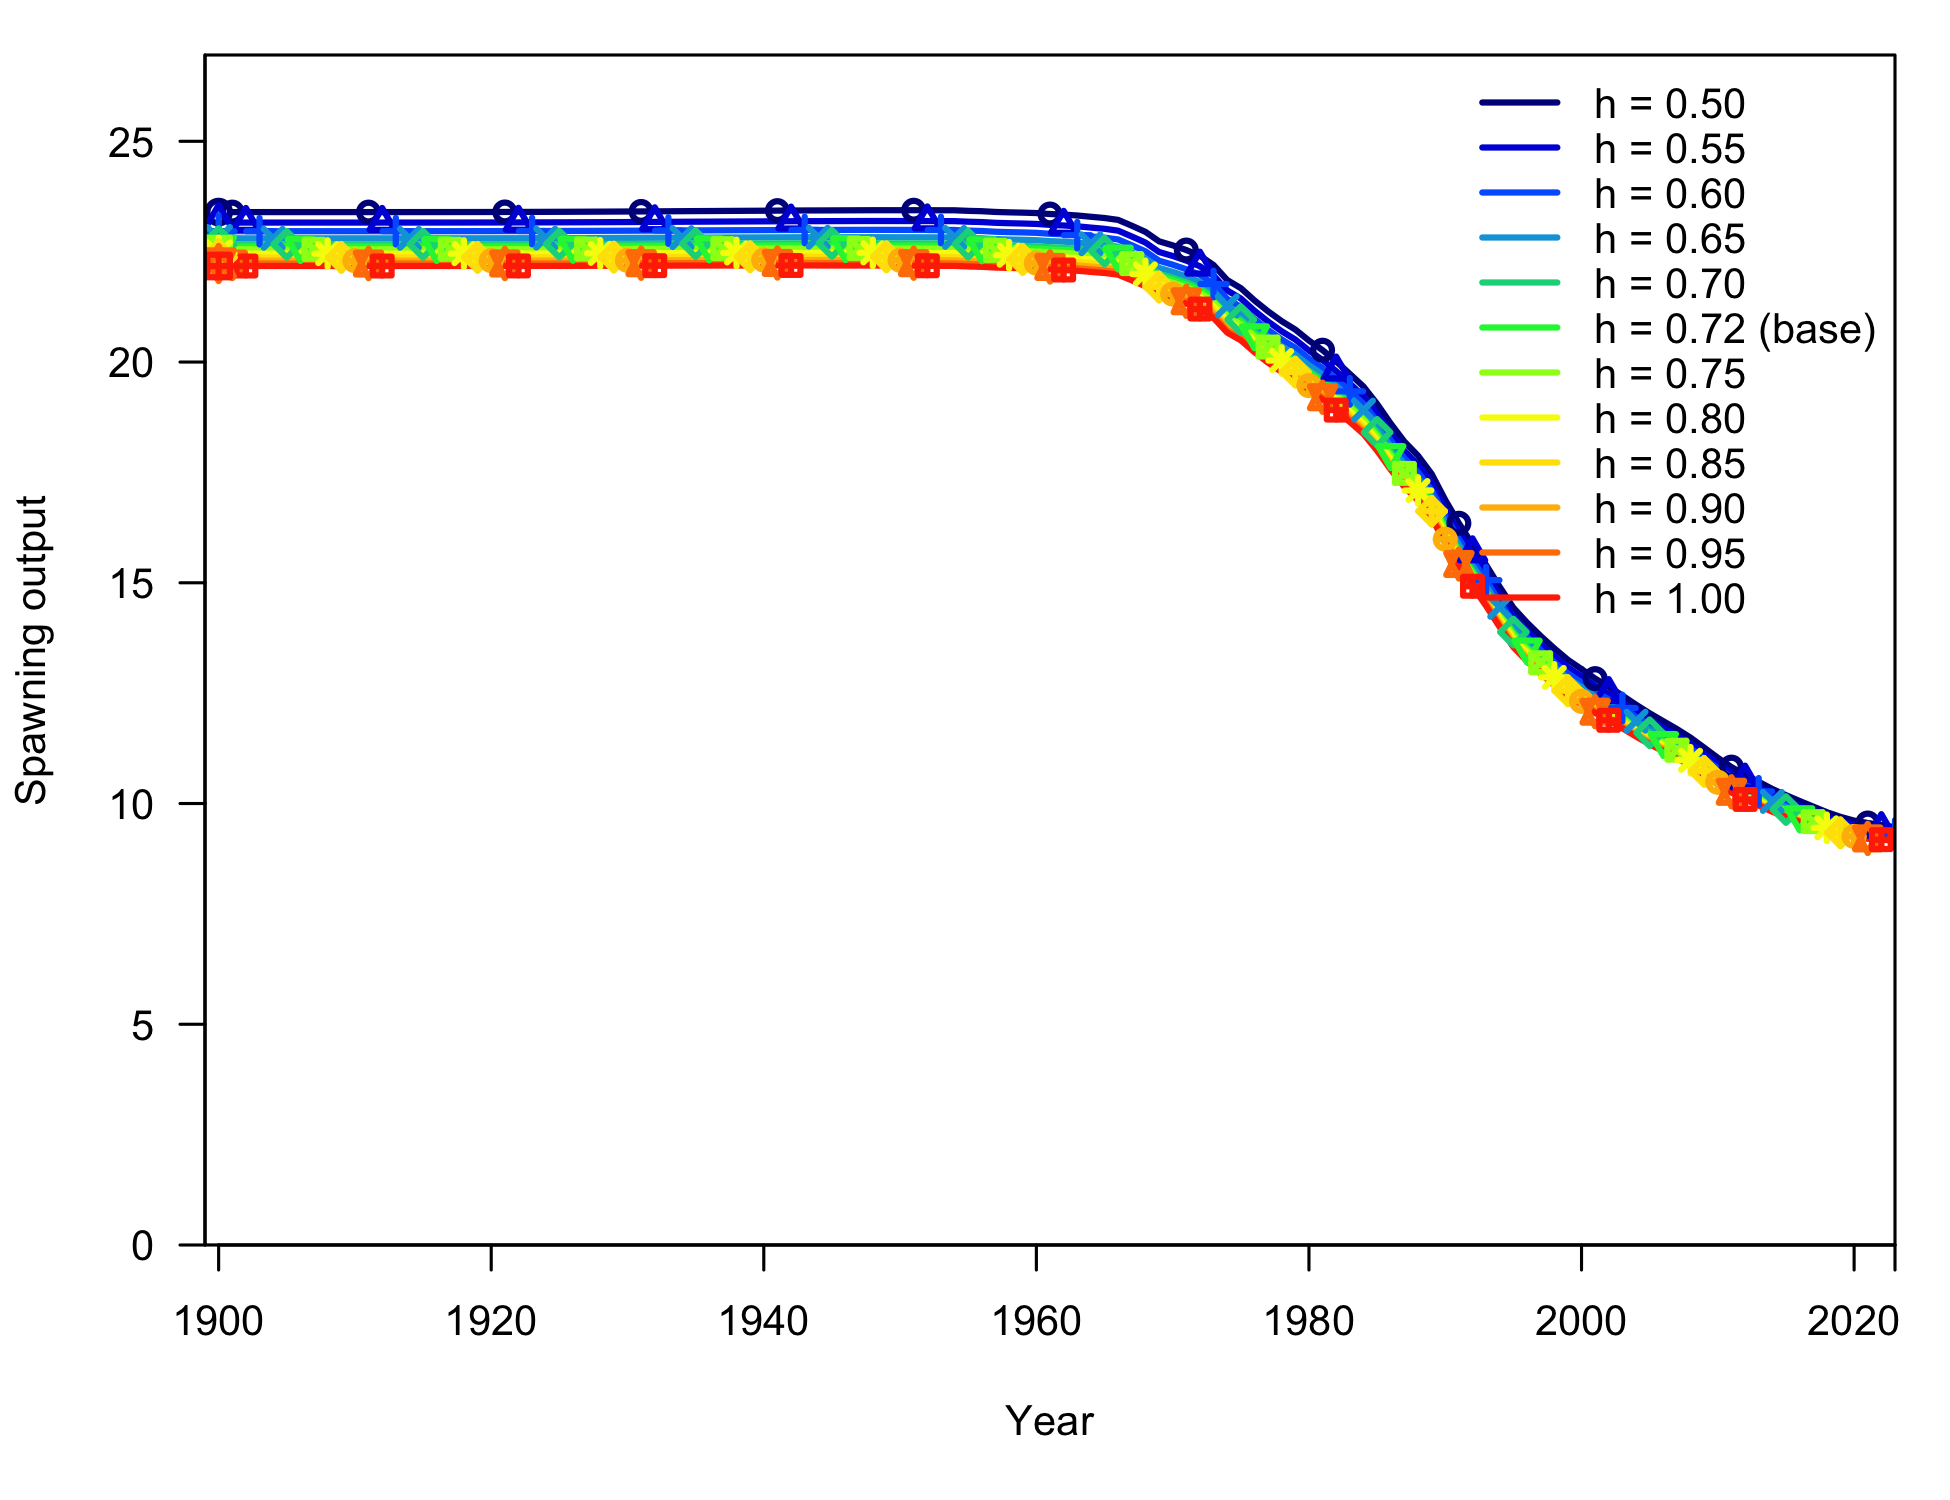 h = 0.50
h = 0.55
h = 0.60
h = 0.65
h = 0.70
h = 0.72 (base)
h = 0.75
h = 0.80
h = 0.85
h = 0.90
h = 0.95
h = 1.00
25
20
15
10
5
0
Spawning output
1900 1920 1940 1960 1980 2000 2020
Year